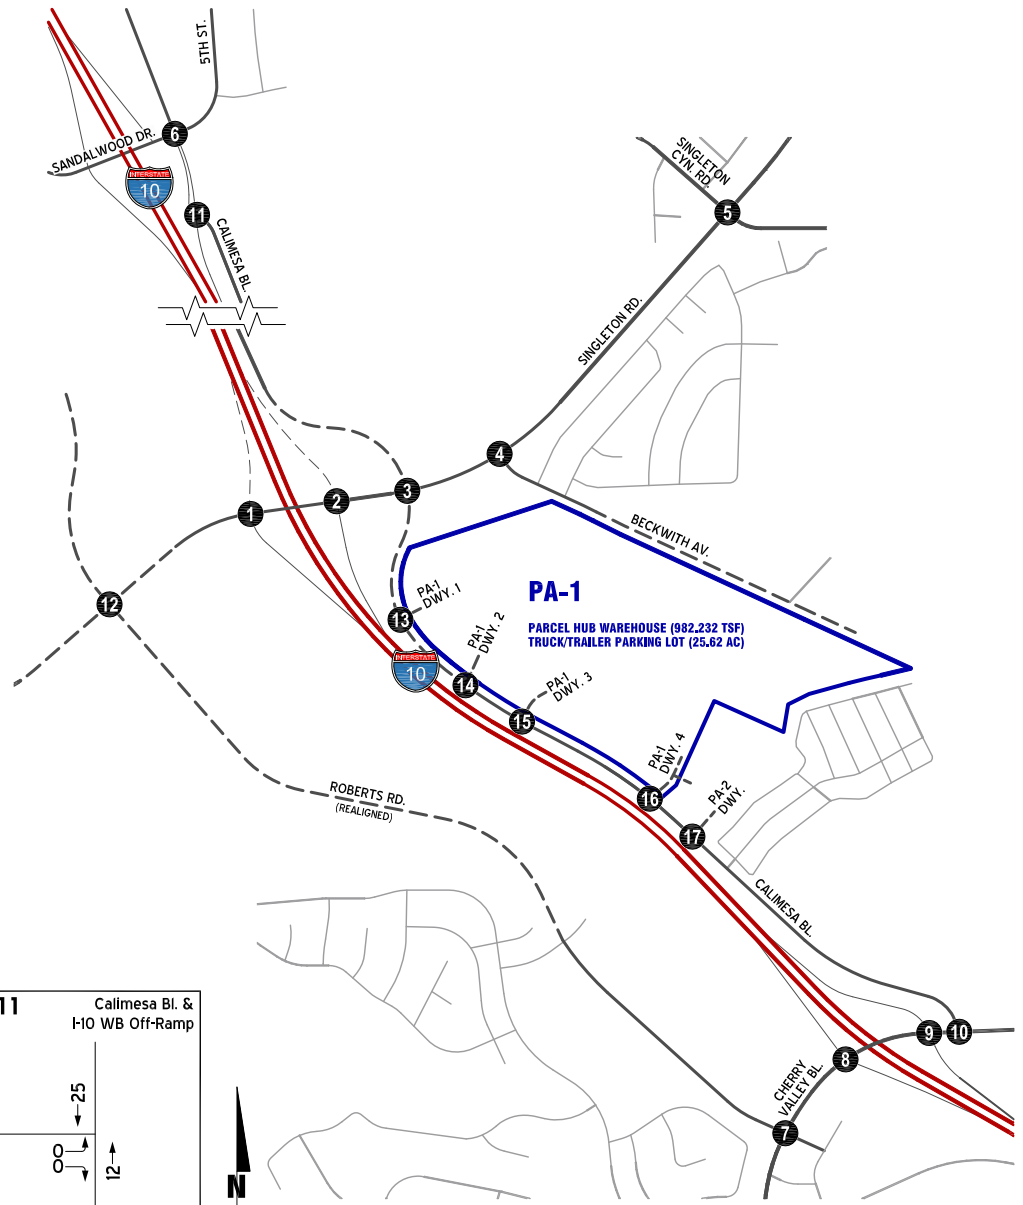 5TH ST.
6
SANDALWOOD DR.
INTERSTATE
10
11
CALIMESA BL.
SINGLETON
CYN. RD.
5
SINGLETON RD.
4
3
2
1
BECKWITH AV.
12
13
PA-1
DWY. 1
PA-1
DWY. 2
PA-1
PARCEL HUB WAREHOUSE (982.232 TSF)
TRUCK/TRAILER PARKING LOT (25.62 AC)
INTERSTATE
10
14
PA-1
DWY. 3
15
PA-1
DWY. 4
16
PA-2
DWY.
17
ROBERTS RD.
(REALIGNED)
CALIMESA BL.
9
10
8
CHERRY
VALLEY BL.
7
11
Calimesa Bl. &
I-10 WB Off-Ramp
25
0
0
12
N